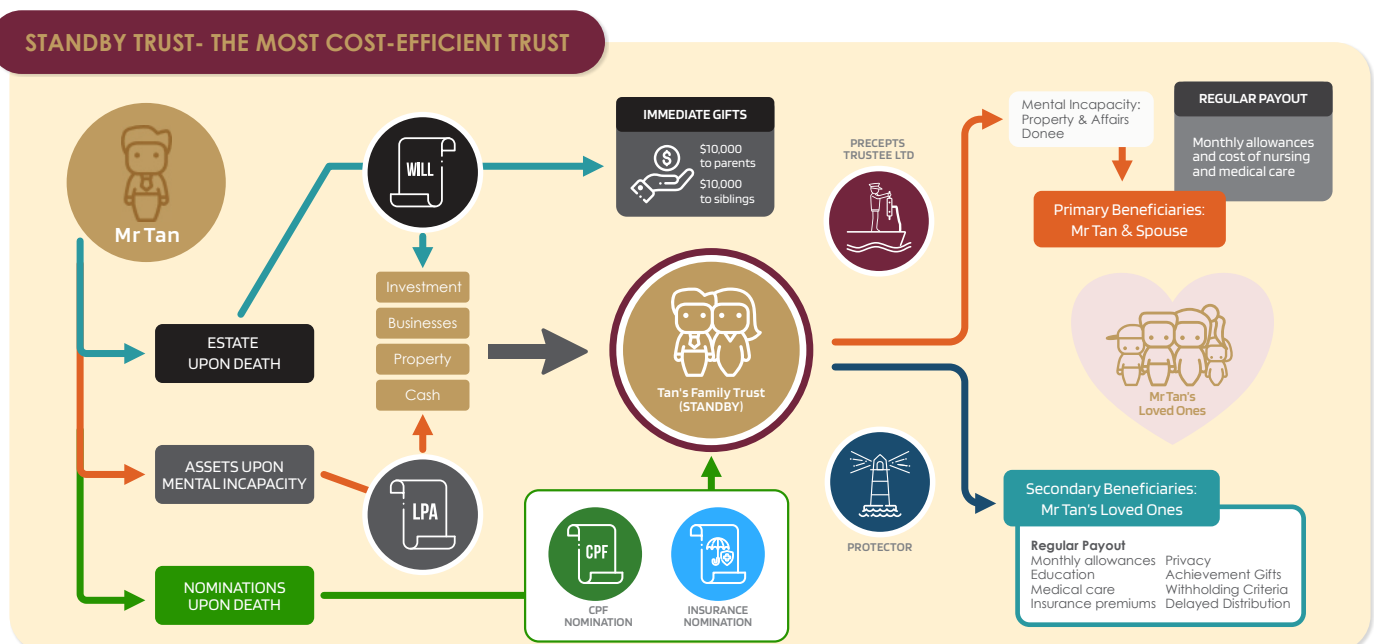 STANDBY TRUST- THE MOST COST-EFFICIENT TRUST
Mr Tan
ESTATE
UPON DEATH
ASSETS UPON
MENTAL INCAPACITY
NOMINATIONS
UPON DEATH
WILL
Investment
Businesses
Property
Cash
LPA
IMMEDIATE GIFTS
$10,000
to parents
$10,000
to siblings
Tan's Family Trust
(STANDBY)
CPF
CPF
NOMINATION
INSURANCE
NOMINATION
PRECEPTS
TRUSTEE LTD
PROTECTOR
Mental Incapacity:
Property & Affairs
Donee
REGULAR PAYOUT
Monthly allowances
and cost of nursing
and medical care
Primary Beneficiaries:
Mr Tan & Spouse
Mr Tan's
Loved Ones
Secondary Beneficiaries:
Mr Tan's Loved Ones
Regular Payout
Monthly allowances Privacy
Education Achievement Gifts
Medical care Withholding Criteria
Insurance premiums Delayed Distribution